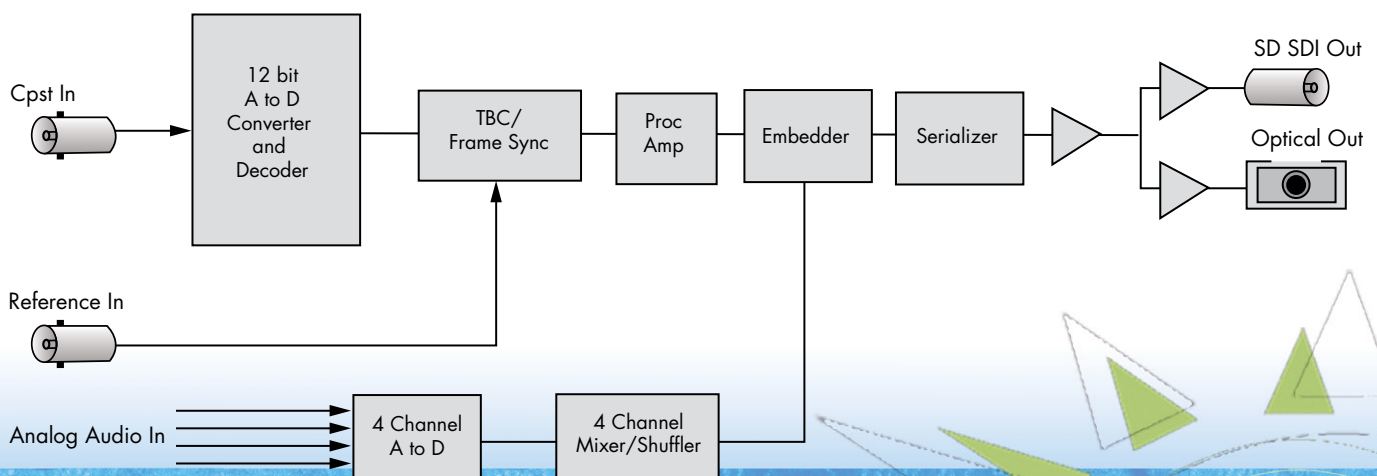 SD SDI Out
Cpst In
12 bit
A to D
Converter
and
Decoder
TBC/
Frame Sync
Proc
Amp
Embedder
Serializer
Optical Out
Reference In
Analog Audio In
4 Channel
A to D
4 Channel
Mixer/Shuffler